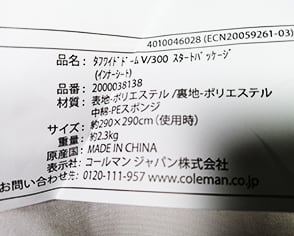 4010046028 (ECN20059261-03)
品名：タフワイドドーム V/300 スタートパッケージ
(インナーシート)
品番：2000038138
材質：表地-ポリエステル /裏地-ポリエステル
中綿-PEスポンジ
サイズ：約290×290cm（使用時）
重量：約2.3kg
原産国：MADE IN CHINA
表示社：コールマン ジャパン株式会社
お問い合わせ先：0120-111-957 www.coleman.co.jp